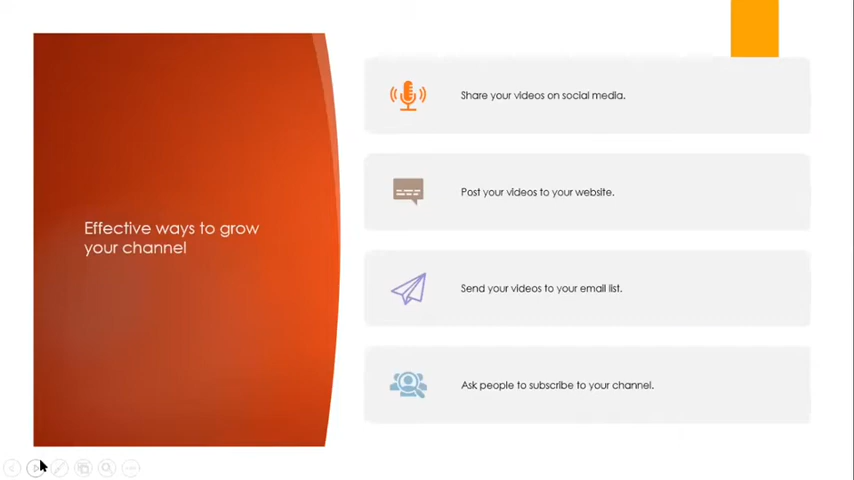 Effective ways to grow
your channel
Share your videos on social media.
Post your videos to your website.
Send your videos to your email list.
Ask people to subscribe to your channel.